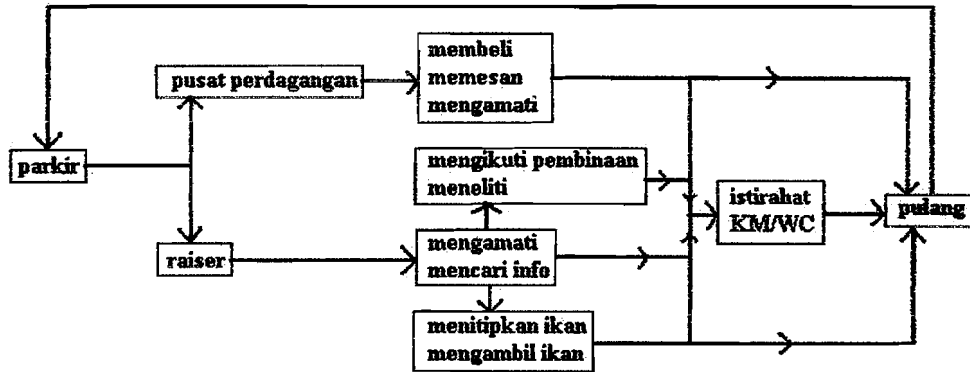 membeli
memesan
mengamati
pusat perdagangan
parkir
mengikuti pembinaan
meneliti
istirahat
KM/WC
pulang
raiser
mengamati
mencari info
menitipkan ikan
mengambil ikan